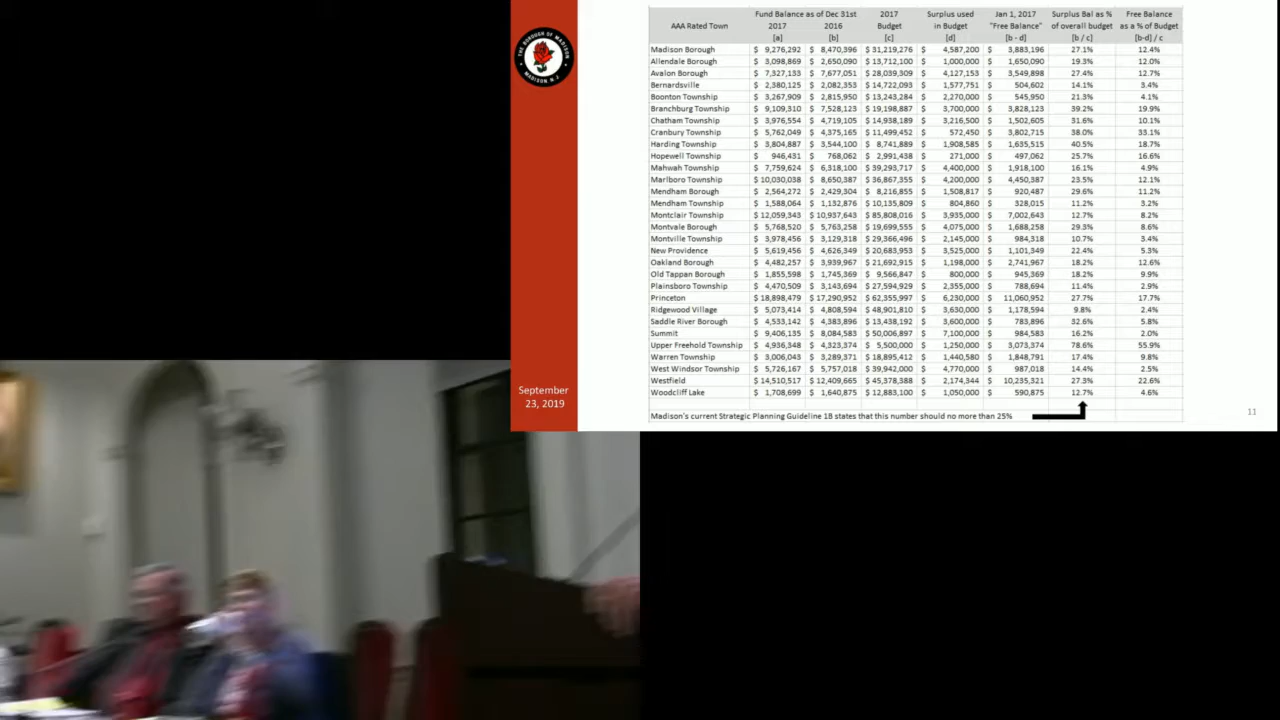 THE BOROUGH OF MADISON
MADISON N.J.
AAA Rated Town Fund Balance as of Dec 31st 2017 Surplus used Jan 1, 2017 Surplus Bal as % Free Balance
2017 2016 Budget in Budget "Free Balance" of overall budget as a % of Budget
[a] [b] [c] [d] [b - d] [b / c] [b-d] / c
Madison Borough $ 9,276,292 $ 8,470,396 $ 31,219,276 $ 4,587,200 $ 3,883,196 27.1% 12.4%
Allendale Borough $ 3,098,869 $ 2,650,090 $ 13,712,100 $ 1,000,000 $ 1,650,090 19.3% 12.0%
Avalon Borough $ 7,327,133 $ 7,677,051 $ 28,039,309 $ 4,127,153 $ 3,549,898 27.4% 12.7%
Bernardsville $ 2,380,125 $ 2,082,353 $ 14,722,093 $ 1,577,751 $ 504,602 14.1% 3.4%
Boonton Township $ 3,267,909 $ 2,815,950 $ 13,243,284 $ 2,270,000 $ 545,950 21.3% 4.1%
Branchburg Township $ 9,109,310 $ 7,528,123 $ 19,198,887 $ 3,700,000 $ 3,828,123 39.2% 19.9%
Chatham Township $ 3,976,554 $ 4,719,105 $ 14,938,189 $ 3,216,500 $ 1,502,605 31.6% 10.1%
Cranbury Township $ 5,762,049 $ 4,375,165 $ 11,499,452 $ 572,450 $ 3,802,715 38.0% 33.1%
Harding Township $ 3,804,887 $ 3,544,100 $ 8,741,889 $ 1,908,585 $ 1,635,515 40.5% 18.7%
Hopewell Township $ 946,431 $ 768,062 $ 2,991,438 $ 271,000 $ 497,062 25.7% 16.6%
Mahwah Township $ 7,759,624 $ 6,318,100 $ 39,293,717 $ 4,400,000 $ 1,918,100 16.1% 4.9%
Marlboro Township $ 10,030,038 $ 8,650,387 $ 36,867,355 $ 4,200,000 $ 4,450,387 23.5% 12.1%
Mendham Borough $ 2,564,272 $ 2,429,304 $ 8,216,855 $ 1,508,817 $ 920,487 29.6% 11.2%
Mendham Township $ 1,588,064 $ 1,132,876 $ 10,135,809 $ 804,860 $ 328,015 11.2% 3.2%
Montclair Township $ 12,059,343 $ 10,937,643 $ 85,808,016 $ 3,935,000 $ 7,002,643 12.7% 8.2%
Montvale Borough $ 5,768,520 $ 5,763,258 $ 19,699,555 $ 4,075,000 $ 1,688,258 29.3% 8.6%
Montville Township $ 3,978,456 $ 3,129,318 $ 29,366,496 $ 2,145,000 $ 984,318 10.7% 3.4%
New Providence $ 5,619,456 $ 4,626,349 $ 20,683,953 $ 3,525,000 $ 1,101,349 22.4% 5.3%
Oakland Borough $ 4,482,257 $ 3,939,967 $ 21,692,915 $ 1,198,000 $ 2,741,967 18.2% 12.6%
Old Tappan Borough $ 1,855,598 $ 1,745,369 $ 9,566,847 $ 800,000 $ 945,369 18.2% 9.9%
Plainsboro Township $ 4,470,509 $ 3,143,694 $ 27,594,929 $ 2,355,000 $ 788,694 11.4% 2.9%
Princeton $ 18,898,479 $ 17,290,952 $ 62,355,997 $ 6,230,000 $ 11,060,952 27.7% 17.7%
Ridgewood Village $ 5,073,414 $ 4,808,594 $ 48,901,810 $ 3,630,000 $ 1,178,594 9.8% 2.4%
Saddle River Borough $ 4,533,142 $ 4,383,896 $ 13,438,192 $ 3,600,000 $ 783,896 32.6% 5.8%
Summit $ 9,406,135 $ 8,084,583 $ 50,006,897 $ 7,100,000 $ 984,583 16.2% 2.0%
Upper Freehold Township $ 4,936,348 $ 4,323,374 $ 5,500,000 $ 1,250,000 $ 3,073,374 78.6% 55.9%
Warren Township $ 3,006,043 $ 3,289,371 $ 18,895,412 $ 1,440,580 $ 1,848,791 17.4% 9.8%
West Windsor Township $ 5,726,167 $ 5,757,018 $ 39,942,000 $ 4,770,000 $ 987,018 14.4% 2.5%
Westfield $ 14,510,517 $ 12,409,665 $ 45,378,388 $ 2,174,344 $ 10,235,321 27.3% 22.6%
Woodcliff Lake $ 1,708,699 $ 1,640,875 $ 12,883,100 $ 1,050,000 $ 590,875 12.7% 4.6%
Madison's current Strategic Planning Guideline 1B states that this number should no more than 25%
September
23, 2019
11